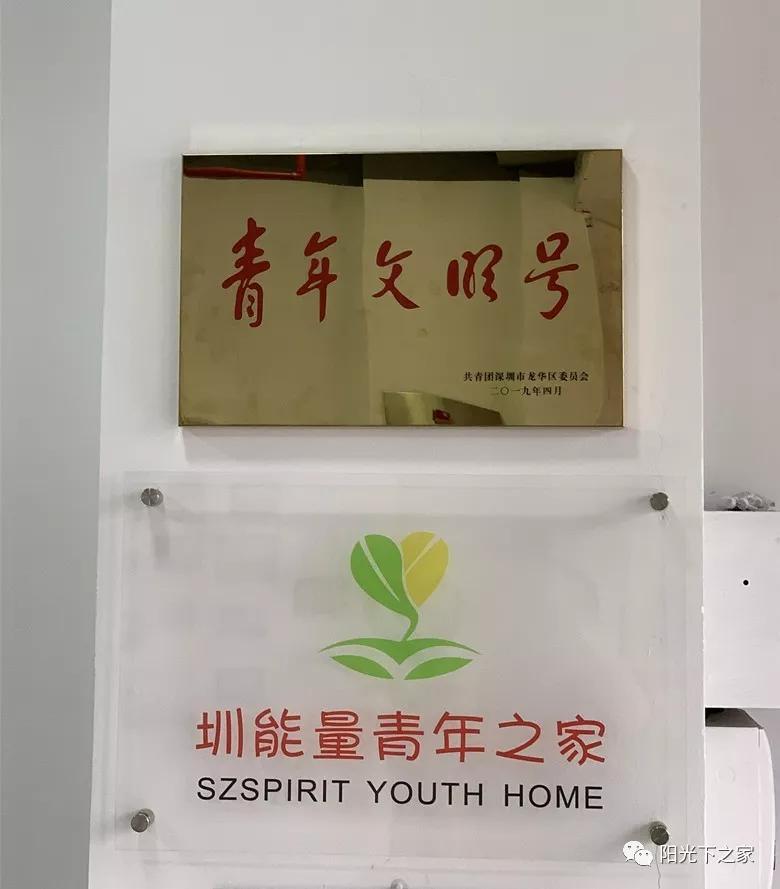 青年文明号
共青团深圳市龙华区委员会
二〇一九年四月
圳能量青年之家
SZSPIRIT YOUTH HOME
阳光下之家